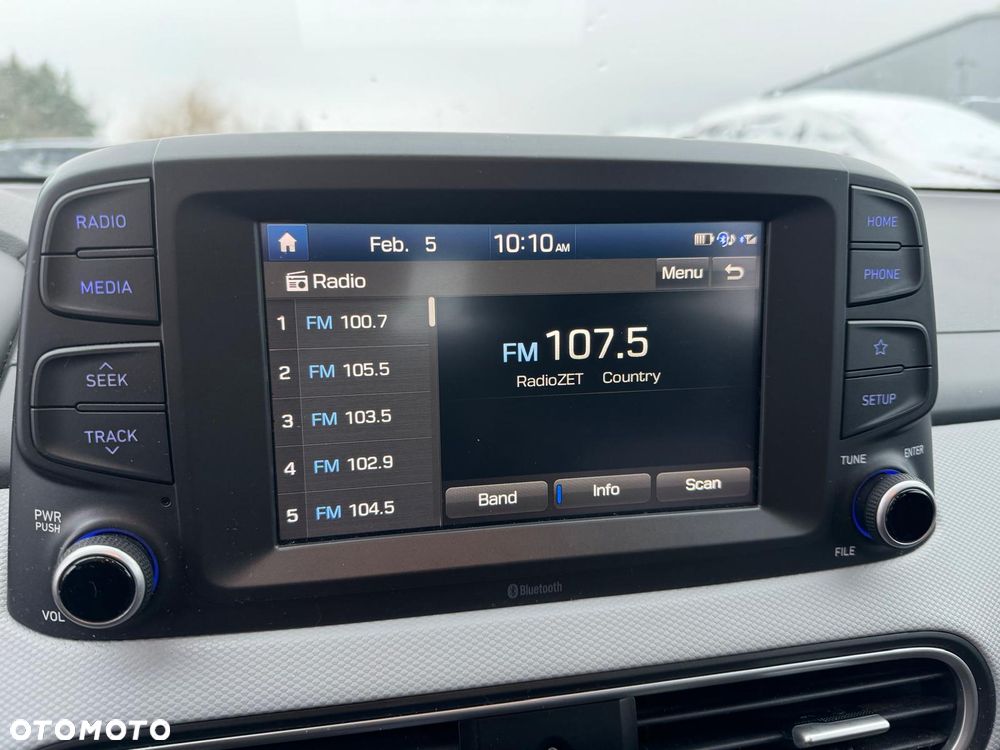 RADIO
MEDIA
SEEK
TRACK
PWR
PUSH
VOL
Feb. 5 10:10 AM
Radio Menu
1 FM 100.7
2 FM 105.5
3 FM 103.5
4 FM 102.9
5 FM 104.5
FM 107.5
RadioZET Country
Band Info Scan
Bluetooth
HOME
PHONE
SETUP
TUNE
ENTER
FILE
OTOMOTO